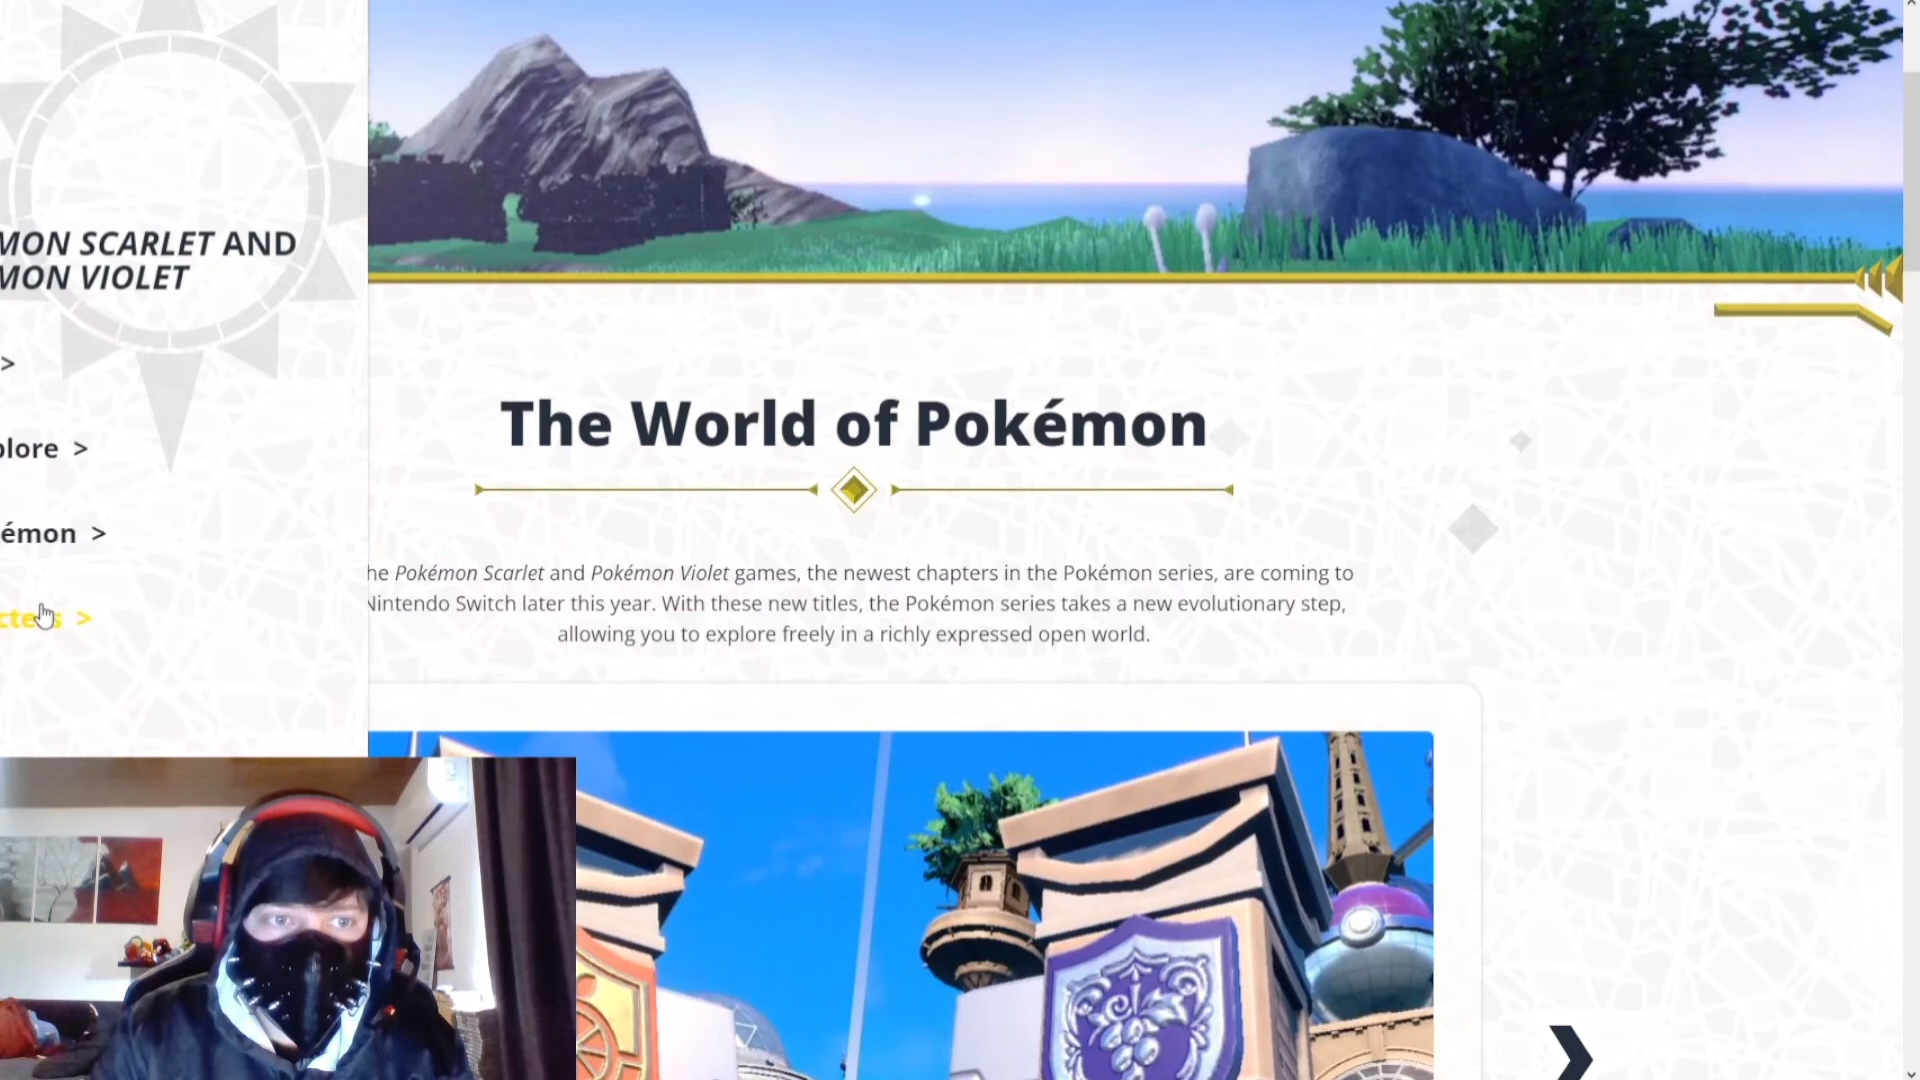 MON SCARLET AND
MON VIOLET
>
plore >
émon >
cters >
The World of Pokémon
he Pokémon Scarlet and Pokémon Violet games, the newest chapters in the Pokémon series, are coming to
Nintendo Switch later this year. With these new titles, the Pokémon series takes a new evolutionary step,
allowing you to explore freely in a richly expressed open world.